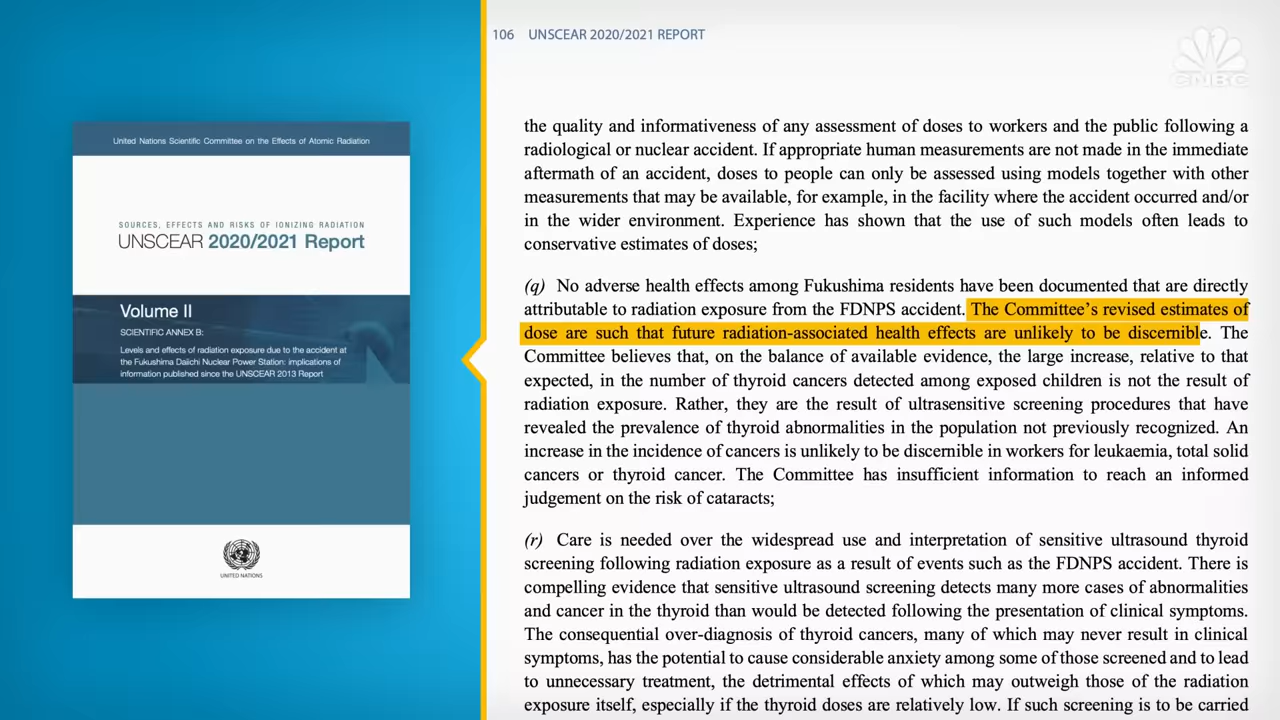 United Nations Scientific Committee on the Effects of Atomic Radiation
SOURCES, EFFECTS AND RISKS OF IONIZING RADIATION
UNSCEAR 2020/2021 Report
Volume II
SCIENTIFIC ANNEX B:
Levels and effects of radiation exposure due to the accident at
the Fukushima Daiichi Nuclear Power Station: implications of
information published since the UNSCEAR 2013 Report
UNITED NATIONS
106 UNSCEAR 2020/2021 REPORT
CNBC
the quality and informativeness of any assessment of doses to workers and the public following a
radiological or nuclear accident. If appropriate human measurements are not made in the immediate
aftermath of an accident, doses to people can only be assessed using models together with other
measurements that may be available, for example, in the facility where the accident occurred and/or
in the wider environment. Experience has shown that the use of such models often leads to
conservative estimates of doses;
(q) No adverse health effects among Fukushima residents have been documented that are directly
attributable to radiation exposure from the FDNPS accident. The Committee's revised estimates of
dose are such that future radiation-associated health effects are unlikely to be discernible. The
Committee believes that, on the balance of available evidence, the large increase, relative to that
expected, in the number of thyroid cancers detected among exposed children is not the result of
radiation exposure. Rather, they are the result of ultrasensitive screening procedures that have
revealed the prevalence of thyroid abnormalities in the population not previously recognized. An
increase in the incidence of cancers is unlikely to be discernible in workers for leukaemia, total solid
cancers or thyroid cancer. The Committee has insufficient information to reach an informed
judgement on the risk of cataracts;
(r) Care is needed over the widespread use and interpretation of sensitive ultrasound thyroid
screening following radiation exposure as a result of events such as the FDNPS accident. There is
compelling evidence that sensitive ultrasound screening detects many more cases of abnormalities
and cancer in the thyroid than would be detected following the presentation of clinical symptoms.
The consequential over-diagnosis of thyroid cancers, many of which may never result in clinical
symptoms, has the potential to cause considerable anxiety among some of those screened and to lead
to unnecessary treatment, the detrimental effects of which may outweigh those of the radiation
exposure itself, especially if the thyroid doses are relatively low. If such screening is to be carried